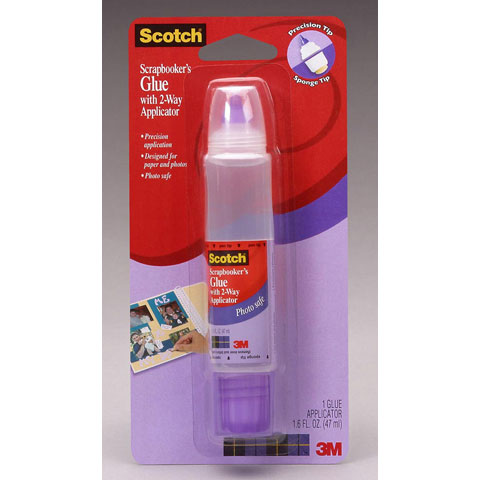 Scotch
Precision Tip
Sponge Tip
Scrapbooker's
Glue
with 2-Way
Applicator
• Precision
application
• Designed for
paper and photos
• Photo safe
Scotch
Scrapbooker's
Glue
with 2-Way
Applicator
Photo safe
3M
1 GLUE
APPLICATOR
1.6 FL. OZ. (47 ml)
3M